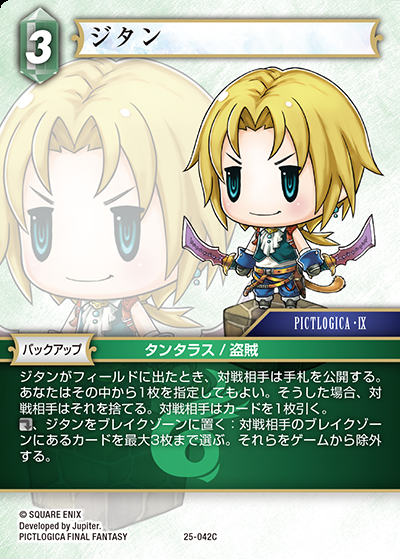 3
ジタン
PICTLOGICA・IX
バックアップ
タンタラス / 盗賊
ジタンがフィールドに出たとき、対戦相手は手札を公開する。
あなたはその中から1枚を指定してもよい。そうした場合、対
戦相手はそれを捨てる。対戦相手はカードを1枚引く。
、ジタンをブレイクゾーンに置く：対戦相手のブレイクゾー
ンにあるカードを最大3枚まで選ぶ。それらをゲームから除外
する。
© SQUARE ENIX
Developed by Jupiter.
PICTLOGICA FINAL FANTASY
25-042C